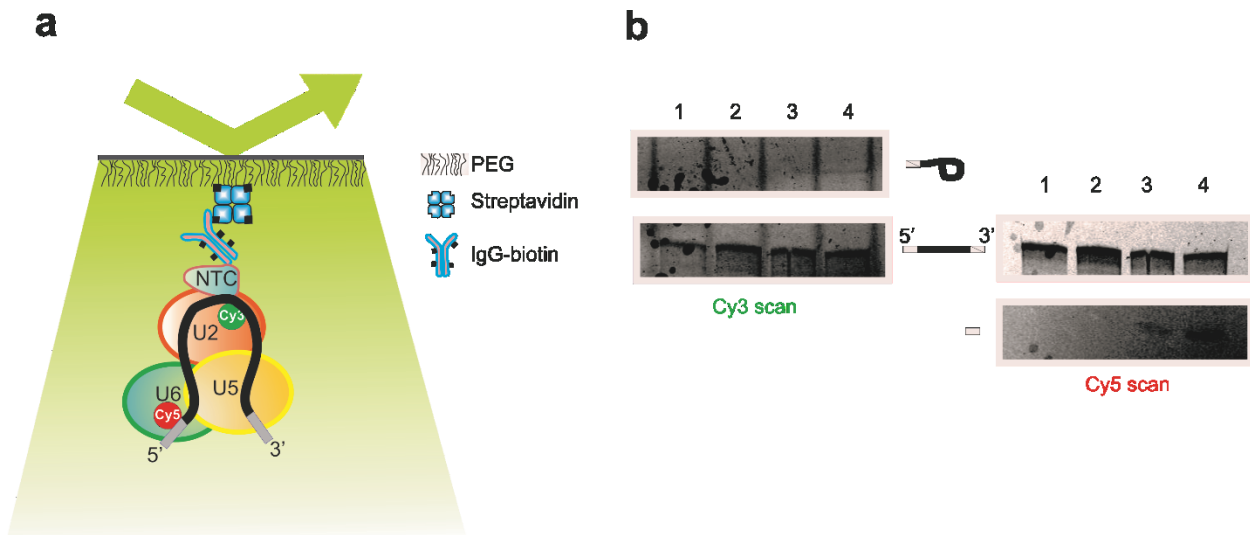 a
b
PEG
Streptavidin
IgG-biotin
NTC
Cy3
U2
U6
U5
Cy5
5’
3’
1 2 3 4
5’ 3’
Cy3 scan
1 2 3 4
Cy5 scan